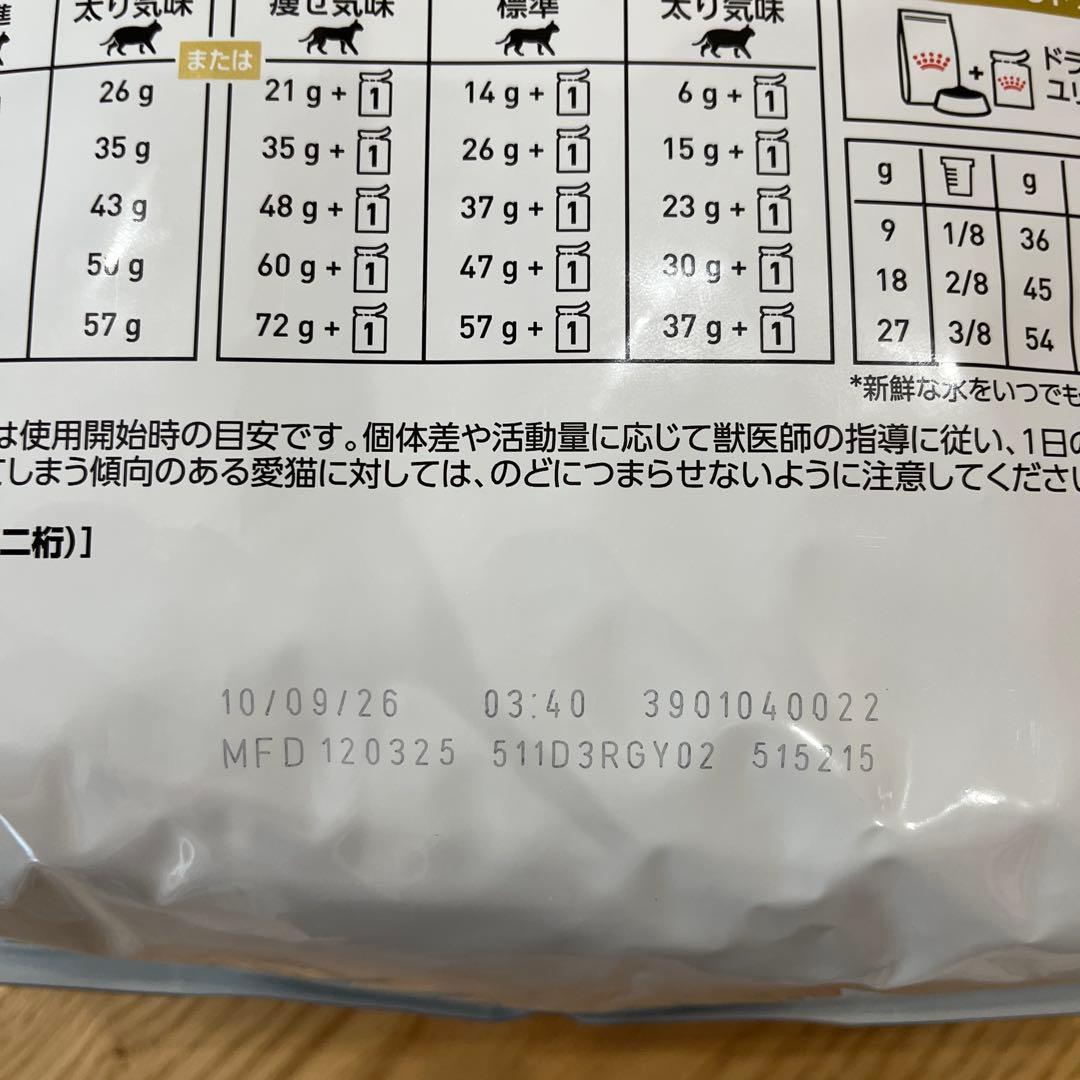 太り気味 痩せ気味 標準 太り気味
または
26 g 21 g + 1 14 g + 1 6 g + 1
35 g 35 g + 1 26 g + 1 15 g + 1
43 g 48 g + 1 37 g + 1 23 g + 1
50 g 60 g + 1 47 g + 1 30 g + 1
57 g 72 g + 1 57 g + 1 37 g + 1
+
ドラ
ユリ
g g
9 1/8 36
18 2/8 45
27 3/8 54
*新鮮な水をいつでも
は使用開始時の目安です。個体差や活動量に応じて獣医師の指導に従い、1日の
てしまう傾向のある愛猫に対しては、のどにつまらせないように注意してください
二桁)]
10/09/26 03:40 3901040022
MFD 120325 511D3RGY02 515215